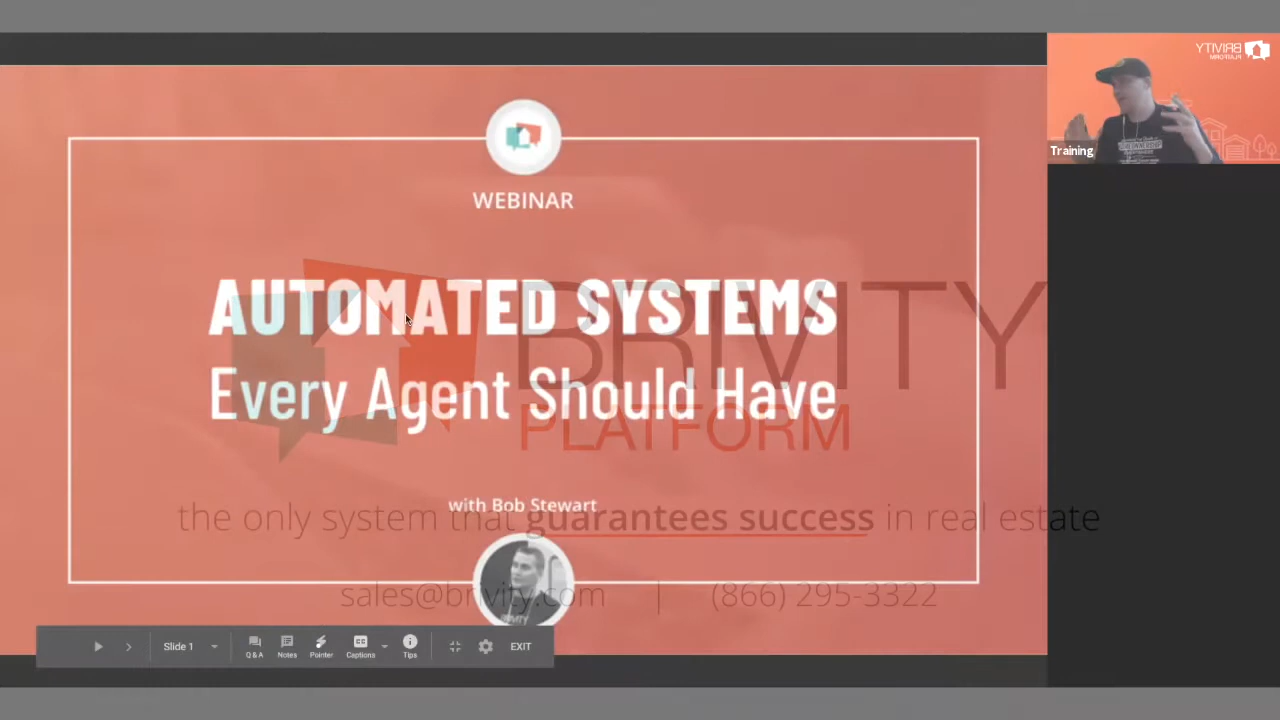 BRIVITY
PLATFORM
Training
WEBINAR
AUTOMATED SYSTEMS
Every Agent Should Have
BRIVITY
PLATFORM
with Bob Stewart
the only system that guarantees success in real estate
sales@brivity.com | (866) 295-3322
Slide 1
Q & A
Notes
Pointer
CC
Captions
Tips
EXIT